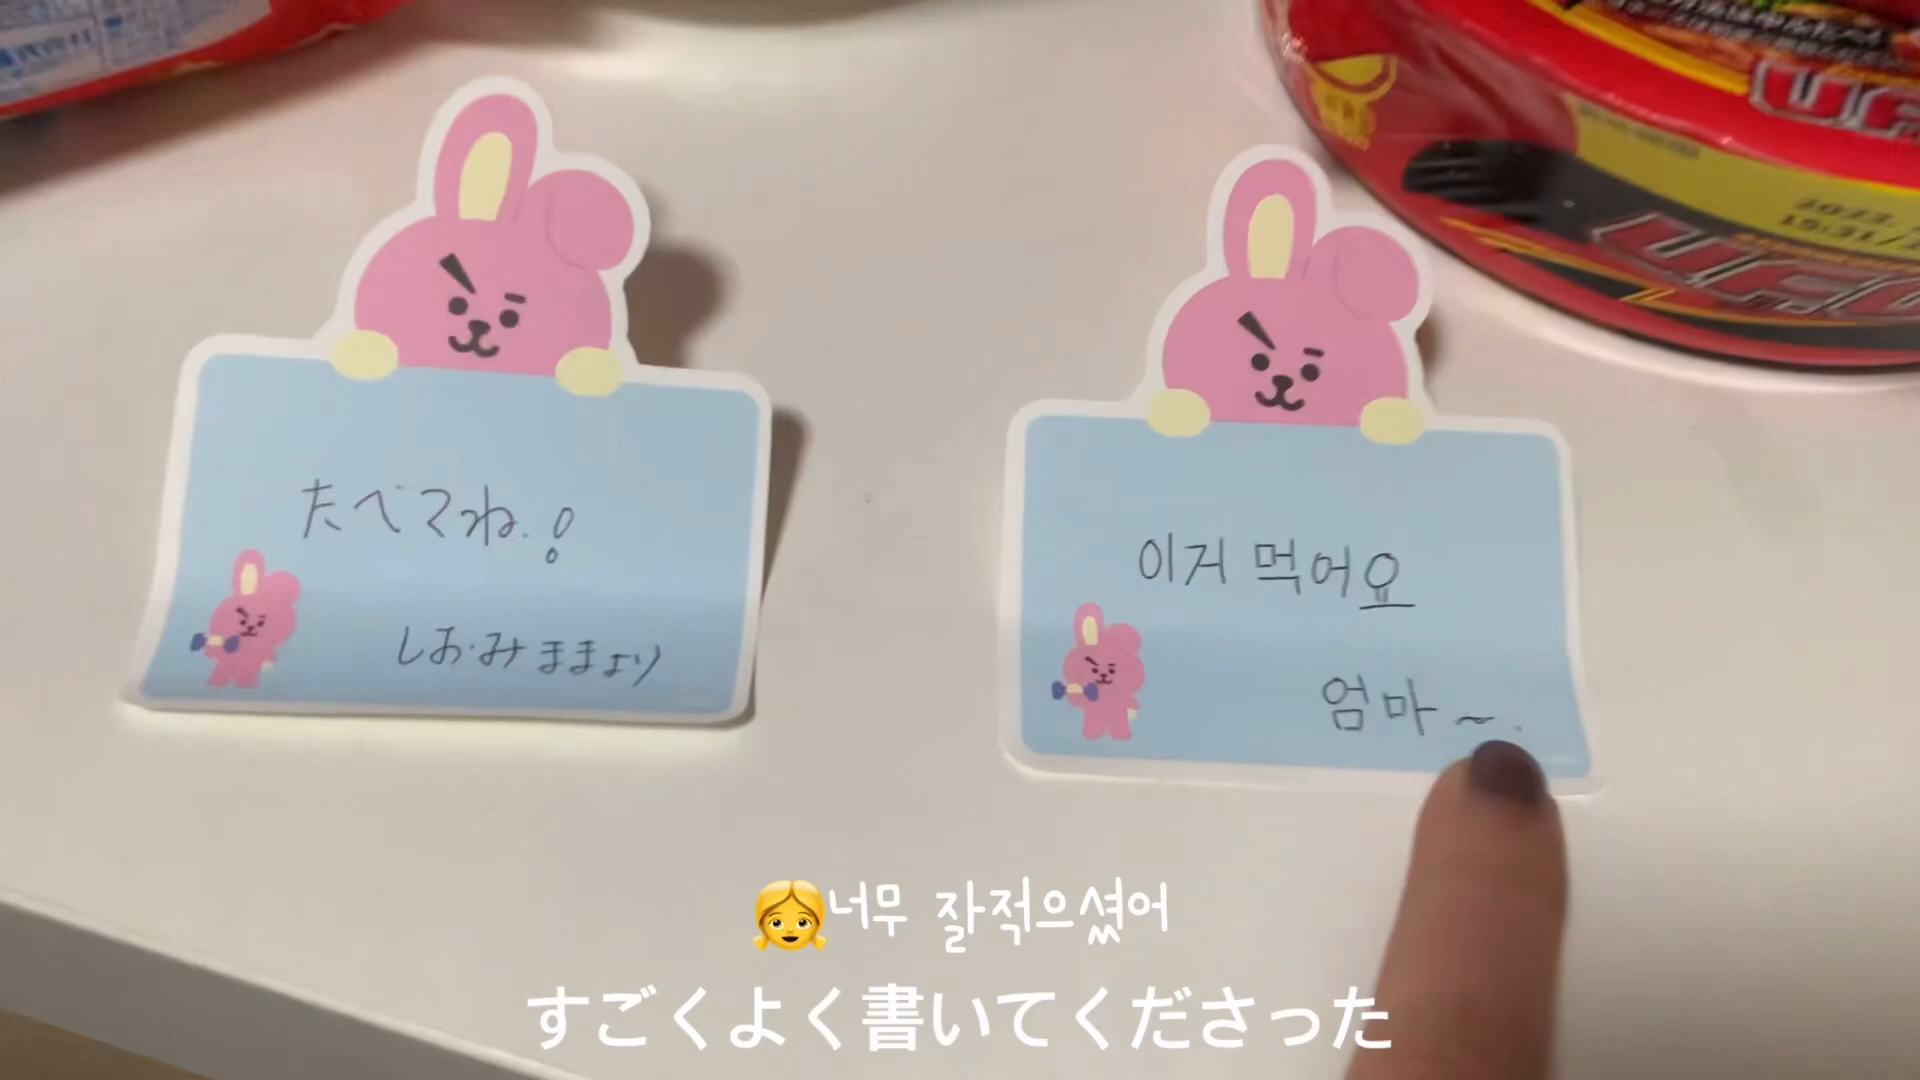 たべてね.!
しお.みままより
이거 먹어요
엄마~.
UFO
너무 잘적으셨어
すごくよく書いてくださった